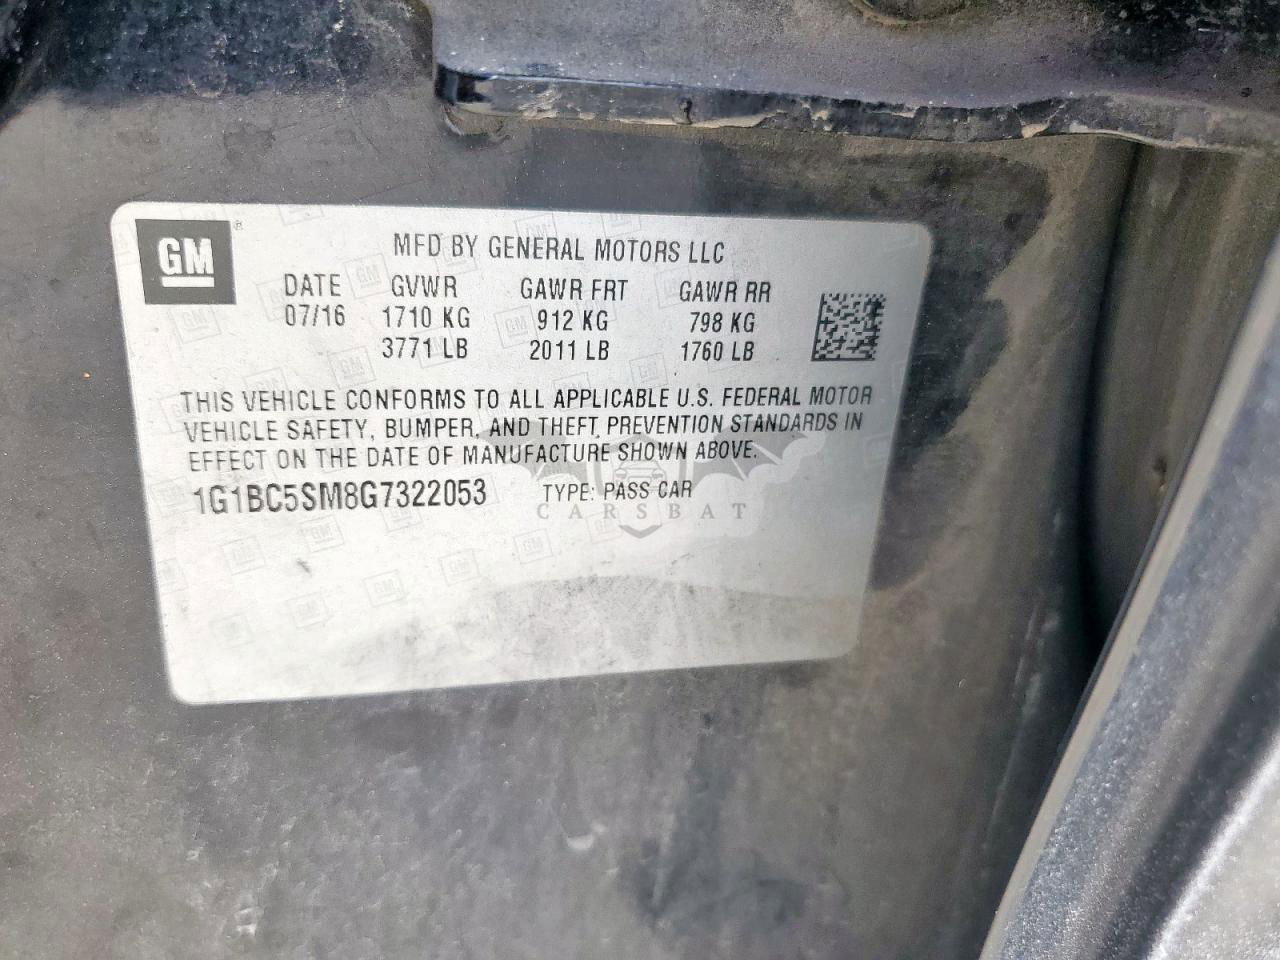 GM ®
MFD BY GENERAL MOTORS LLC
DATE GVWR GAWR FRT GAWR RR
07/16 1710 KG 912 KG 798 KG
3771 LB 2011 LB 1760 LB
THIS VEHICLE CONFORMS TO ALL APPLICABLE U.S. FEDERAL MOTOR
VEHICLE SAFETY, BUMPER, AND THEFT PREVENTION STANDARDS IN
EFFECT ON THE DATE OF MANUFACTURE SHOWN ABOVE.
1G1BC5SM8G7322053 TYPE: PASS CAR
CARSBAT